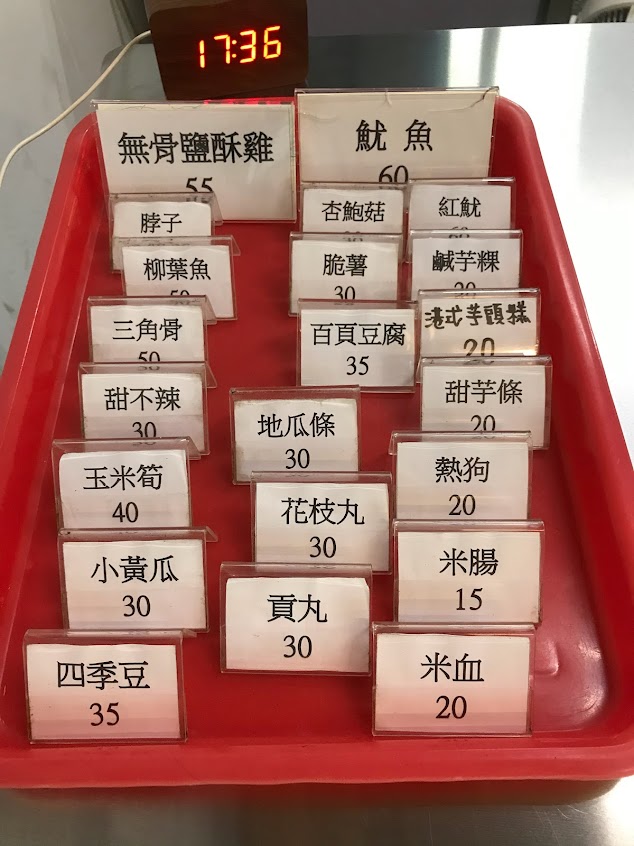 17:36
無骨鹽酥雞
55
魷魚
60
脖子
杏鮑菇
紅魷
60
柳葉魚
50
脆薯
30
鹹芋粿
20
三角骨
50
百頁豆腐
35
港式芋頭糕
20
甜不辣
30
地瓜條
30
甜芋條
20
玉米筍
40
花枝丸
30
熱狗
20
小黃瓜
30
貢丸
30
米腸
15
四季豆
35
米血
20